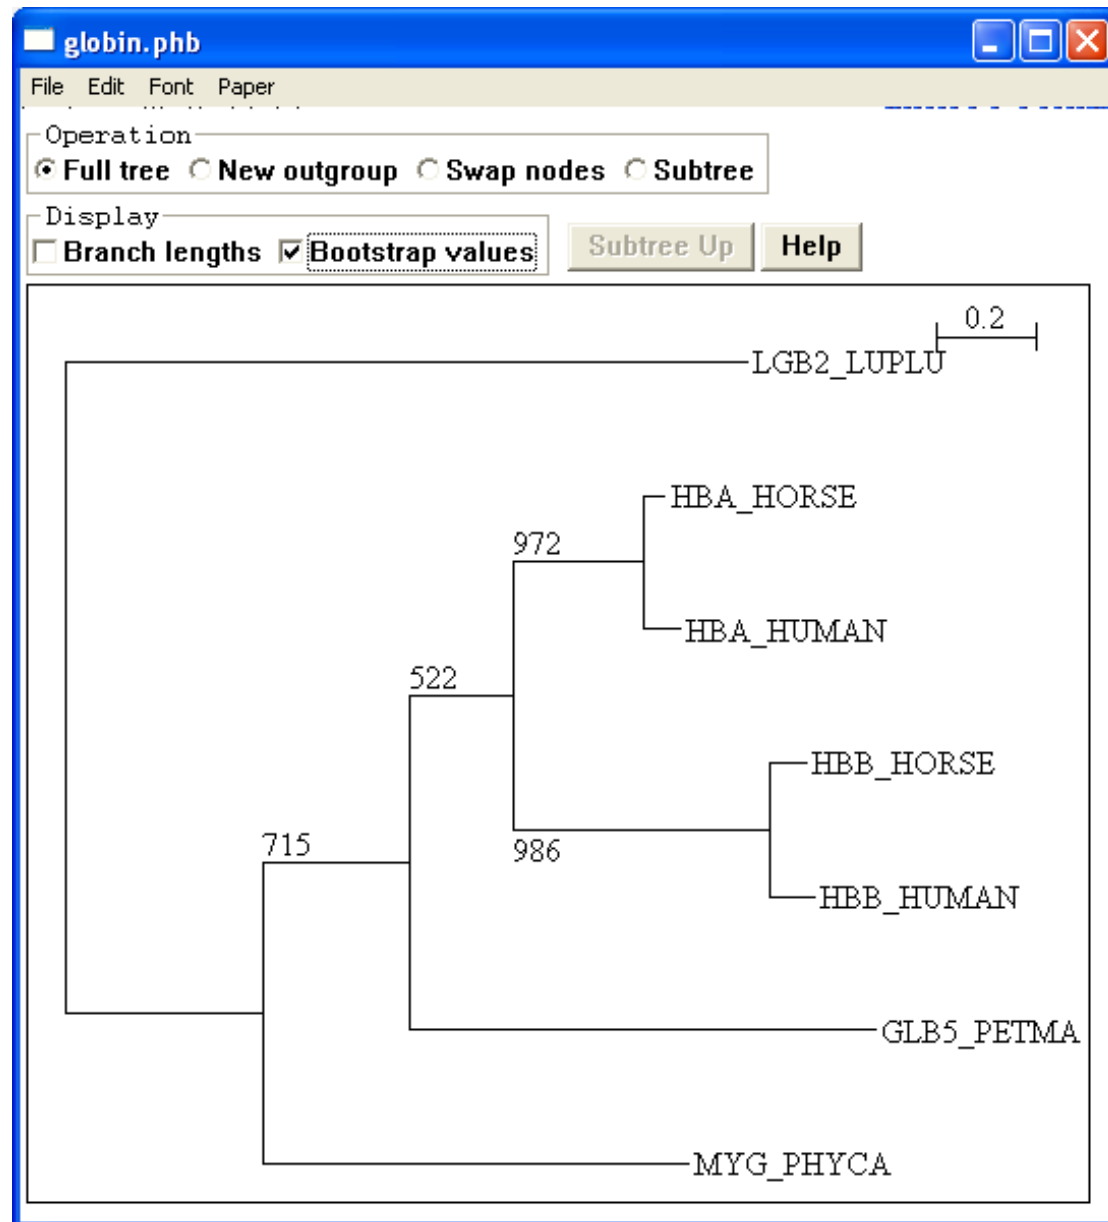 globin.phb
File Edit Font Paper
Operation
Full tree New outgroup Swap nodes Subtree
Display
Branch lengths Bootstrap values Subtree Up Help
0.2
LGB2_LUPLU
HBA_HORSE
972
HBA_HUMAN
522
HBB_HORSE
715
986
HBB_HUMAN
GLB5_PETMA
MYG_PHYCA